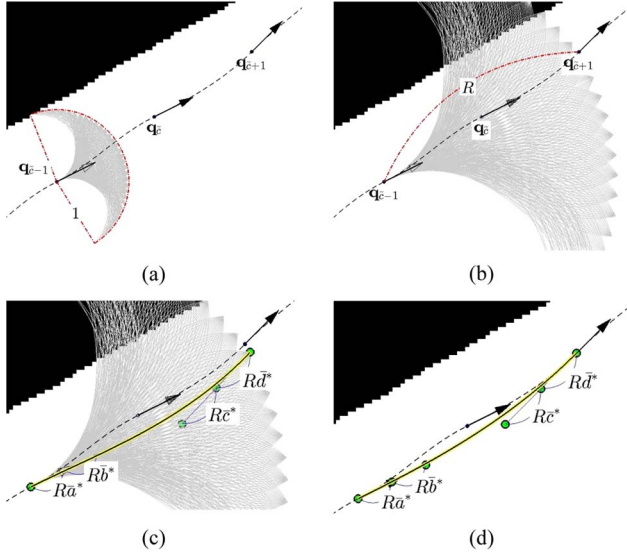 q_{c̃+1}
q_{c̃}
q_{c̃−1}
1
(a)
q_{c̃+1}
R
q_{c̃}
q_{c̃−1}
(b)
Rd̄*
Rc̄*
Rb̄*
Rā*
(c)
Rd̄*
Rc̄*
Rb̄*
Rā*
(d)